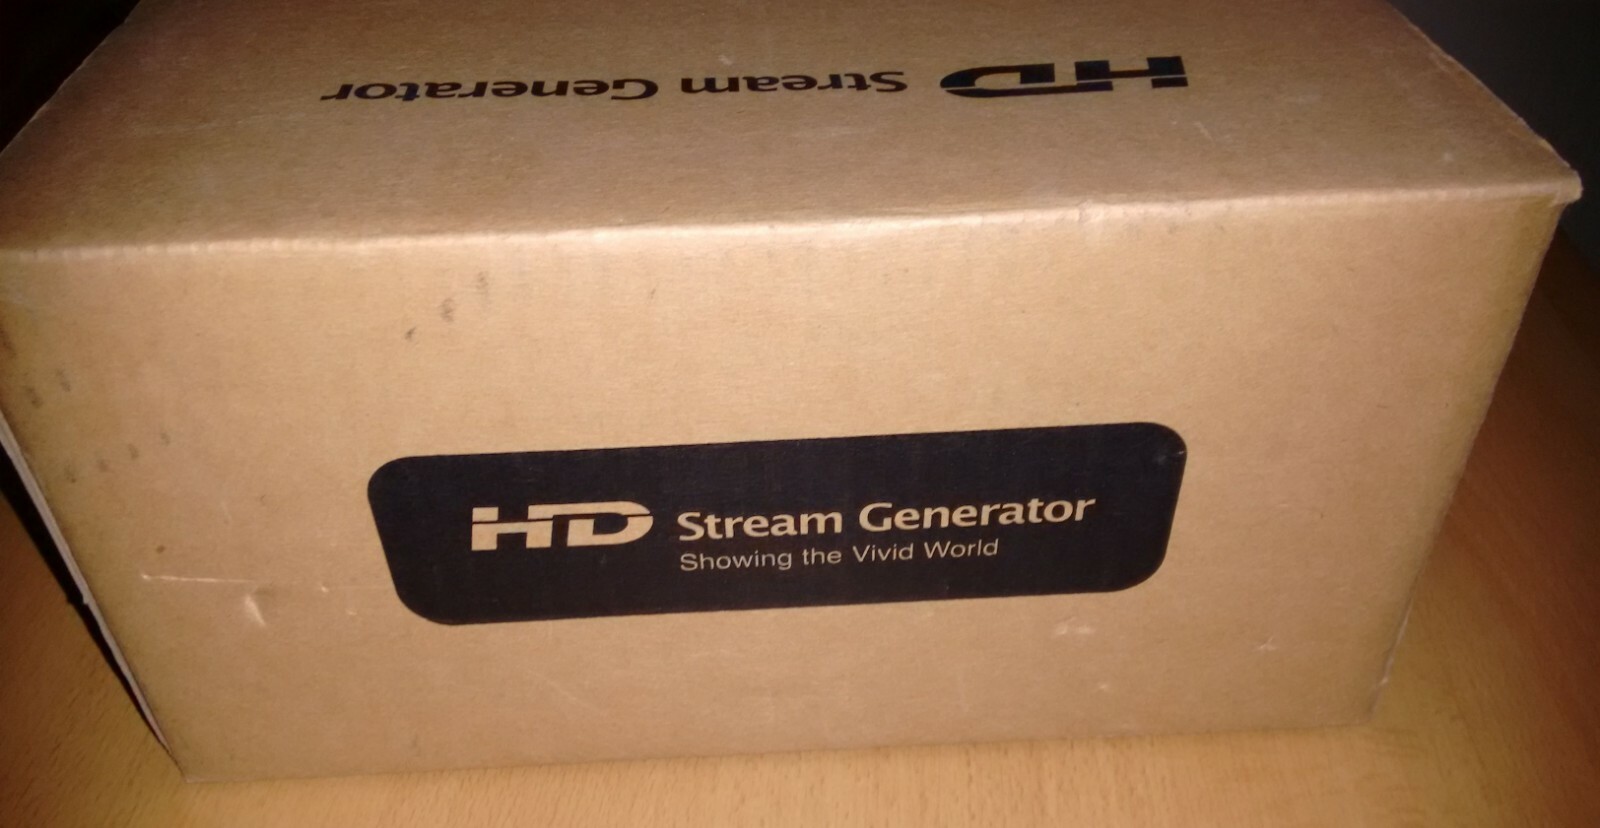 HD Stream Generator
HD Stream Generator
Showing the Vivid World